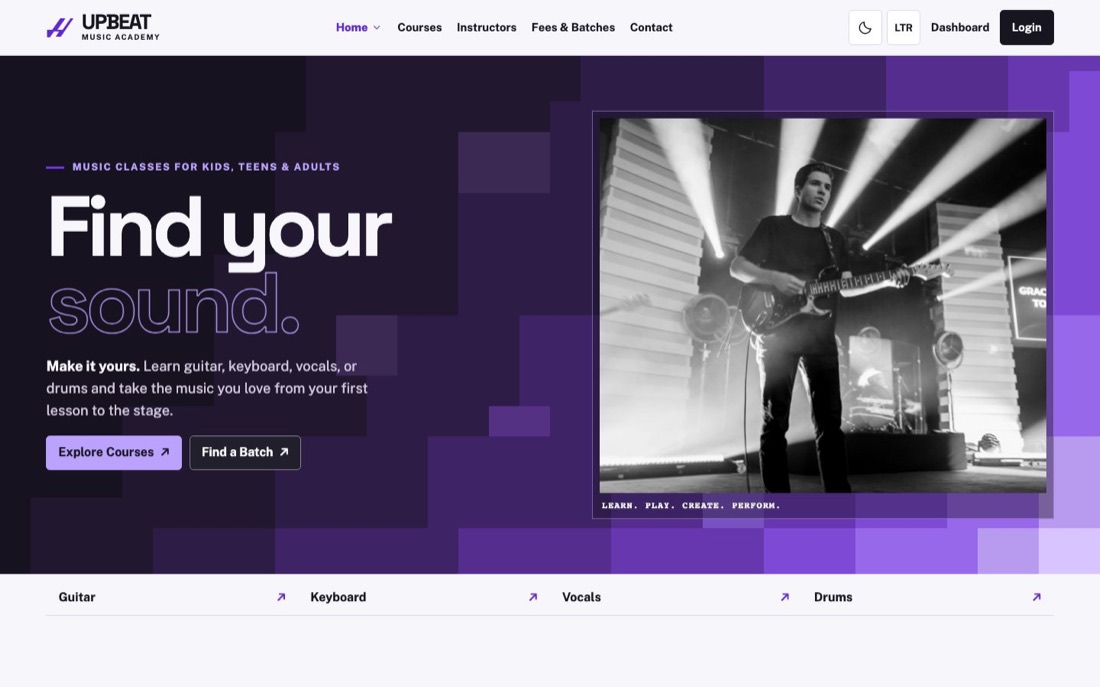 UPBEAT
MUSIC ACADEMY
Home
Courses
Instructors
Fees & Batches
Contact
LTR
Dashboard
Login
MUSIC CLASSES FOR KIDS, TEENS & ADULTS
Find your
sound.
Make it yours. Learn guitar, keyboard, vocals, or
drums and take the music you love from your first
lesson to the stage.
Explore Courses
Find a Batch
LEARN. PLAY. CREATE. PERFORM.
Guitar
Keyboard
Vocals
Drums